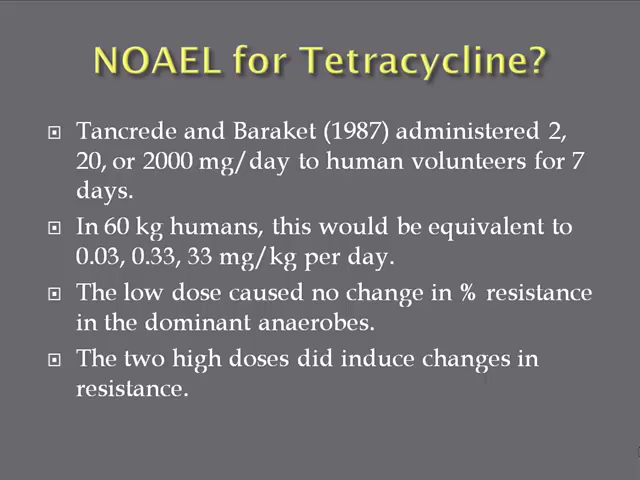 NOAEL for Tetracycline?
Tancrede and Baraket (1987) administered 2,
20, or 2000 mg/day to human volunteers for 7
days.
In 60 kg humans, this would be equivalent to
0.03, 0.33, 33 mg/kg per day.
The low dose caused no change in % resistance
in the dominant anaerobes.
The two high doses did induce changes in
resistance.